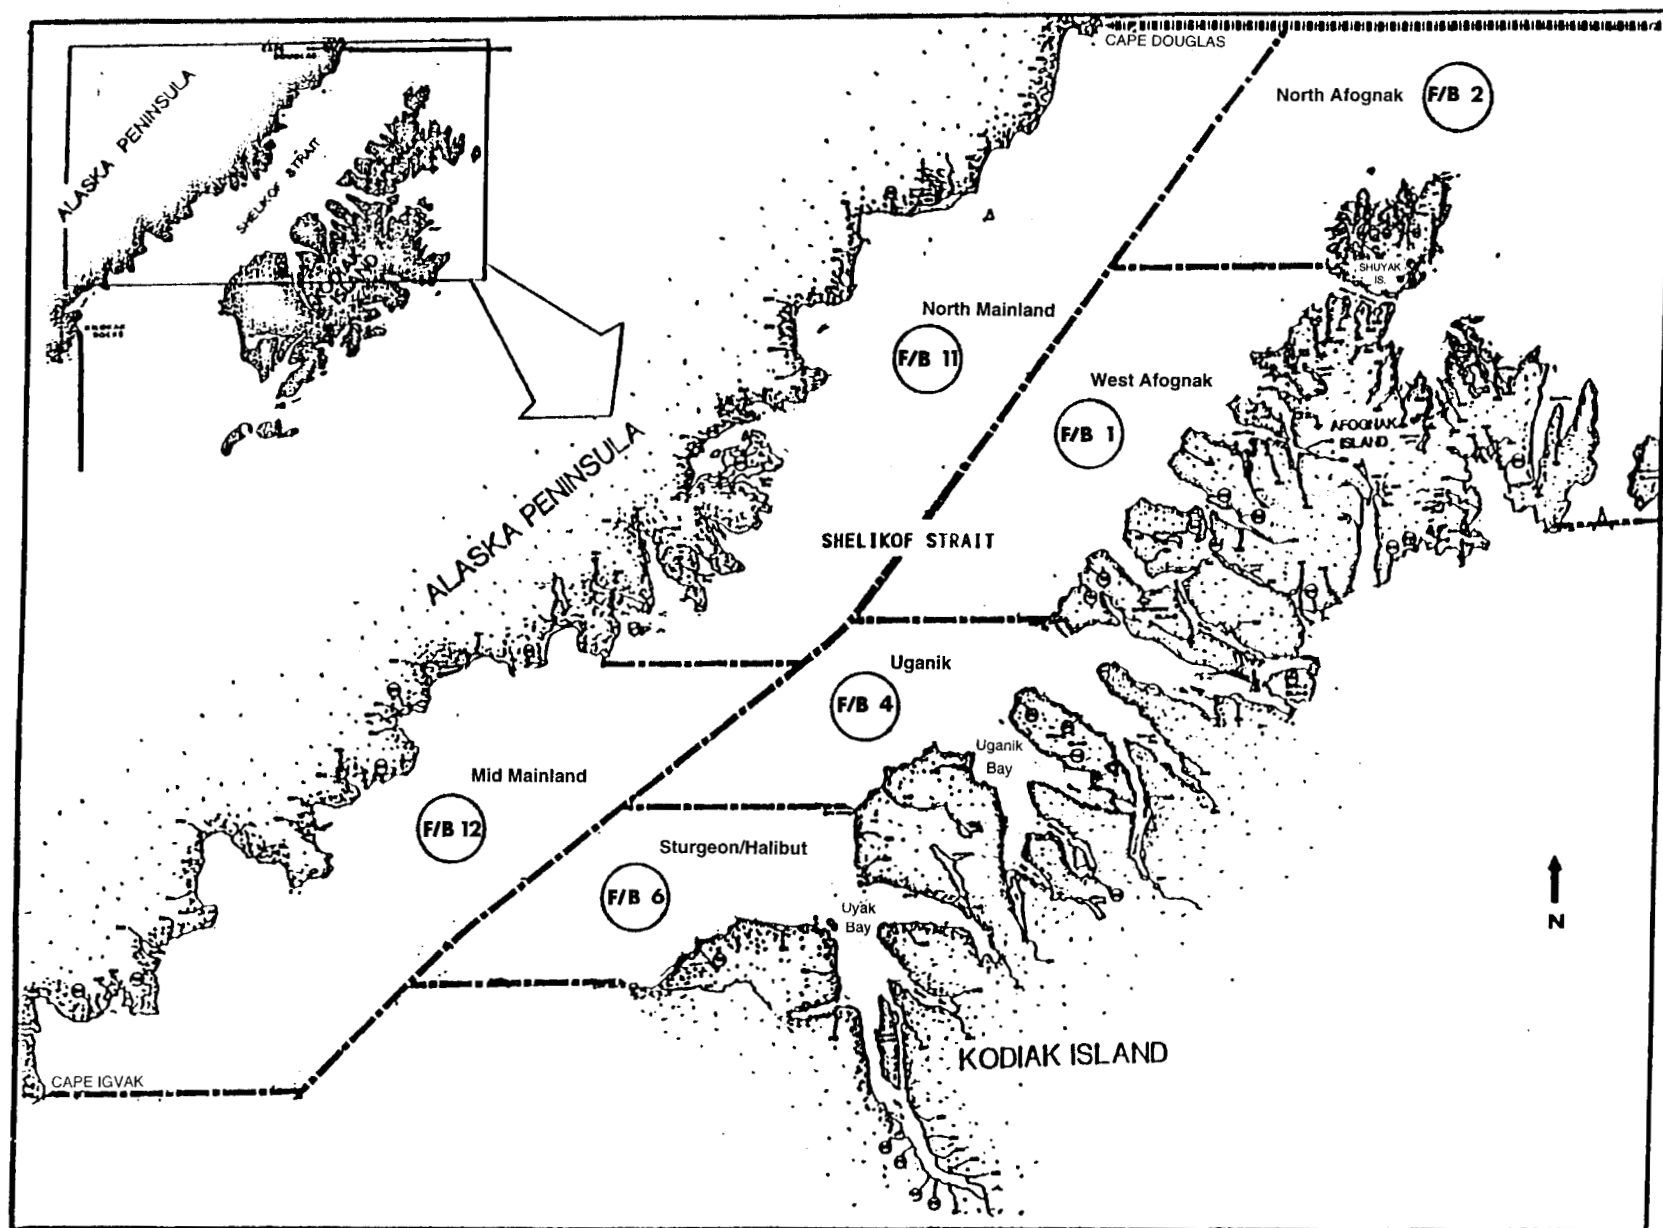 CAPE DOUGLAS
North Afognak
F/B 2
DOUGLAS
ALASKA PENINSULA
SHELIKOF STRAIT
ISLAND
SHUYAK
IS.
North Mainland
F/B 11
West Afognak
F/B 1
AFOGNAK
ISLAND
ALASKA PENINSULA
SHELIKOF STRAIT
Uganik
F/B 4
Uganik
Bay
Mid Mainland
F/B 12
Sturgeon/Halibut
F/B 6
Uyak
Bay
N
KODIAK ISLAND
CAPE IGVAK